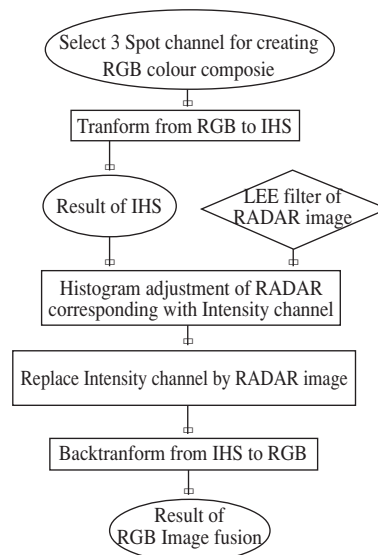 Select 3 Spot channel for creating
RGB colour composie
Tranform from RGB to IHS
Result of IHS
LEE filter of
RADAR image
Histogram adjustment of RADAR
corresponding with Intensity channel
Replace Intensity channel by RADAR image
Backtranform from IHS to RGB
Result of
RGB Image fusion